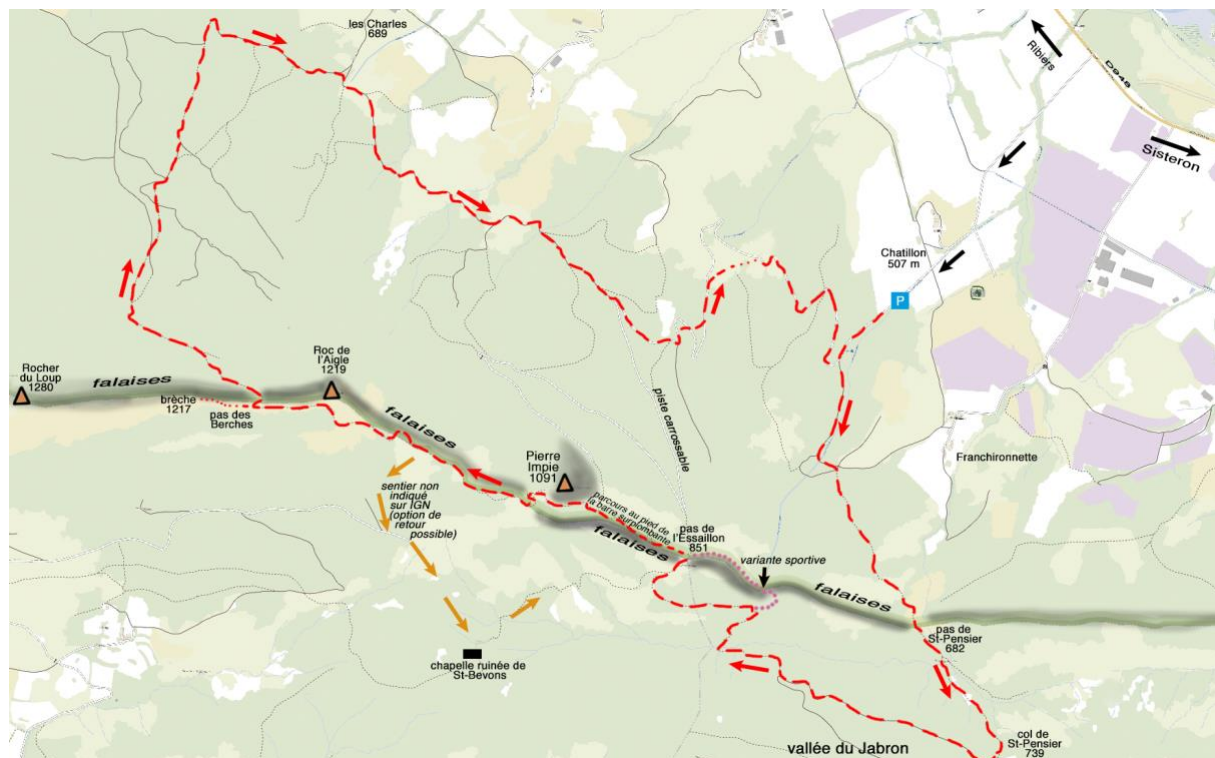 les Charles
689
Ribiers
D948
Sisteron
Chatillon
507 m
P
Roc de
l'Aigle
1219
Rocher
du Loup
1280
falaises
brèche
1217
pas des
Berches
falaises
piste carrossable
Franchironnette
Pierre
Impie
1091
sentier non
indiqué
sur IGN
(option de
retour
possible)
parcours au pied de
la barre surpombante
pas de
l'Essaillon
851
falaises
variante sportive
falaises
pas de
St-Pensier
682
chapelle ruinée de
St-Bevons
col de
St-Pensier
739
vallée du Jabron